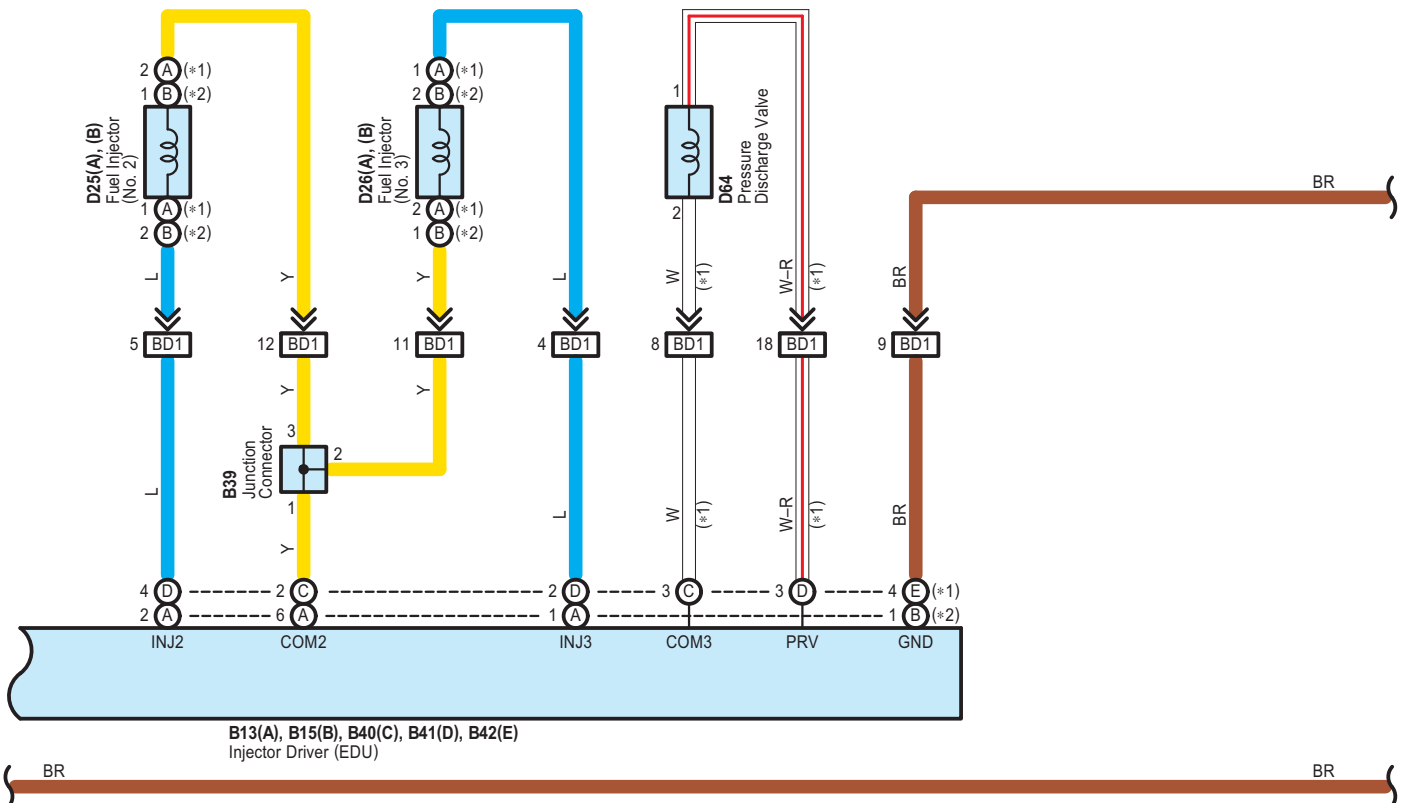 2 A (*1)
1 B (*2)
D25(A), (B)
Fuel Injector
(No. 2)
1 A (*1)
2 B (*2)
1 A (*1)
2 B (*2)
D26(A), (B)
Fuel Injector
(No. 3)
2 A (*1)
1 B (*2)
1
D64
Pressure
Discharge Valve
2
BR
L
Y
Y
L
W
(*1)
W–R
(*1)
BR
5 BD1
12 BD1
11 BD1
4 BD1
8 BD1
18 BD1
9 BD1
Y
Y
3
2
B39
Junction
Connector
1
L
Y
L
W
(*1)
W–R
(*1)
BR
4 D
2 C
2 D
3 C
3 D
4 E (*1)
2 A
6 A
1 A
1 B (*2)
INJ2
COM2
INJ3
COM3
PRV
GND
B13(A), B15(B), B40(C), B41(D), B42(E)
Injector Driver (EDU)
BR
BR